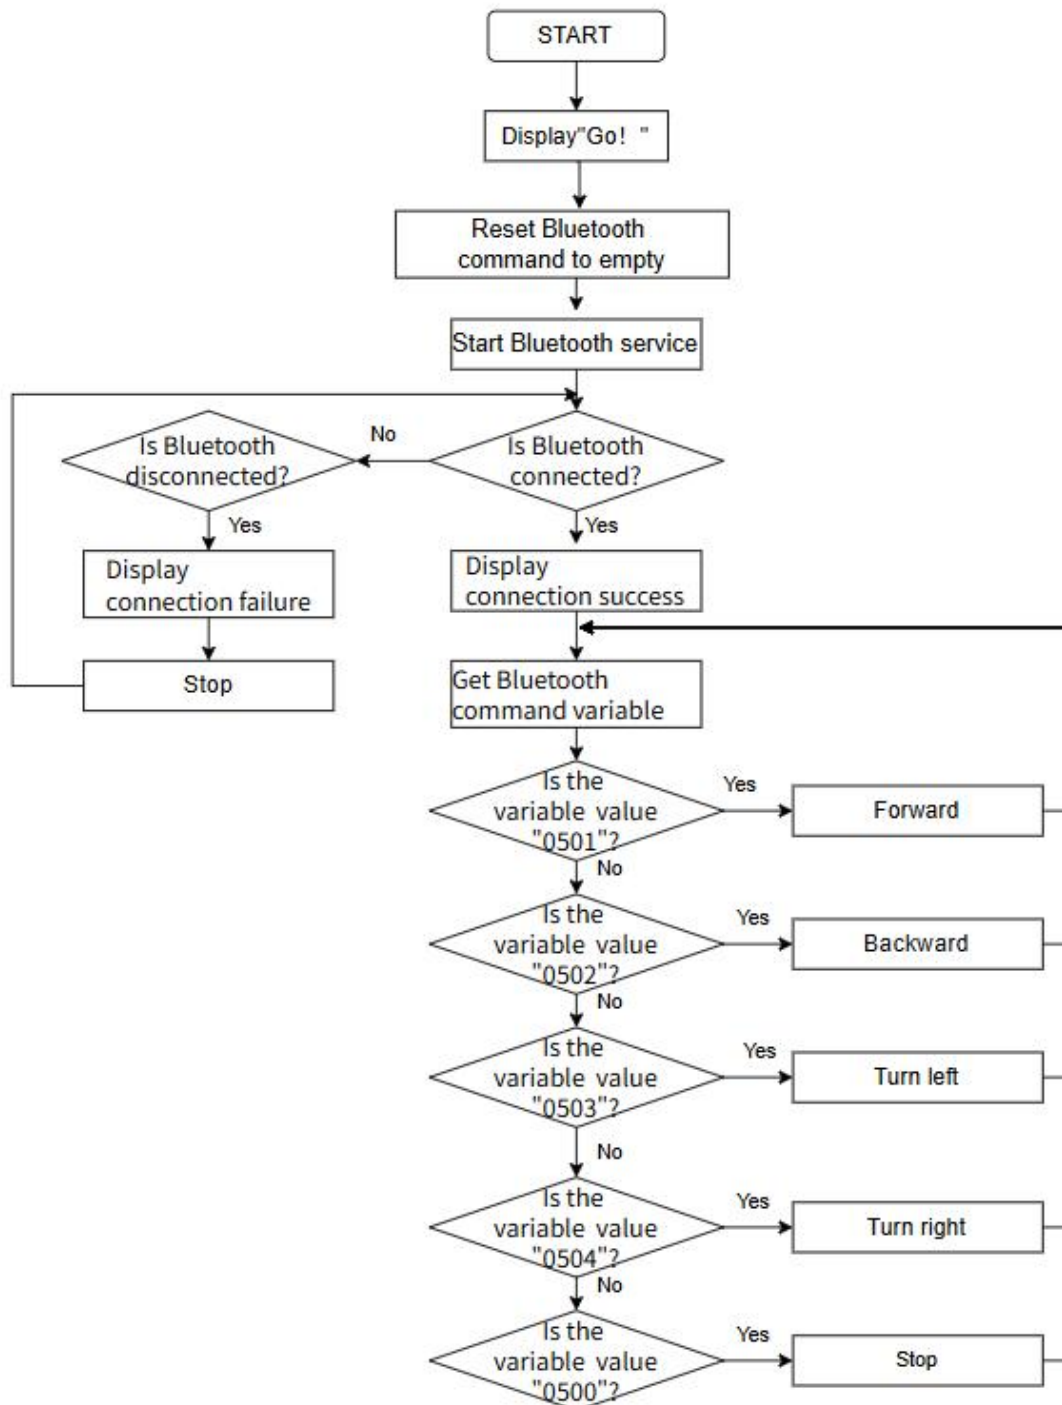 START
Display"Go! "
Reset Bluetooth
command to empty
Start Bluetooth service
Is Bluetooth
disconnected?
No
Is Bluetooth
connected?
Yes
Yes
Display
connection failure
Display
connection success
Stop
Get Bluetooth
command variable
Is the
variable value
"0501"?
Yes
Forward
No
Is the
variable value
"0502"?
Yes
Backward
No
Is the
variable value
"0503"?
Yes
Turn left
No
Is the
variable value
"0504"?
Yes
Turn right
No
Is the
variable value
"0500"?
Yes
Stop